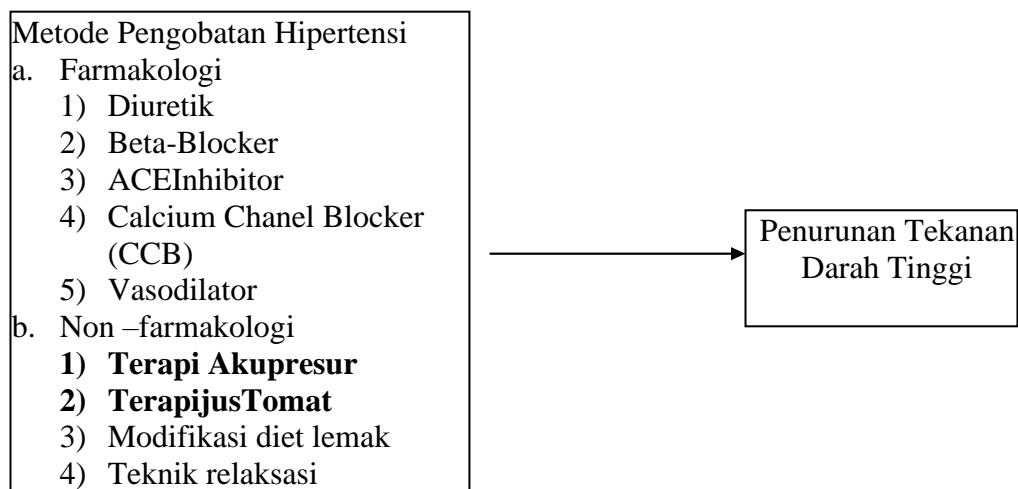 Metode Pengobatan Hipertensi
a. Farmakologi
1) Diuretik
2) Beta-Blocker
3) ACEInhibitor
4) Calcium Chanel Blocker
(CCB)
5) Vasodilator
b. Non –farmakologi
1) Terapi Akupresur
2) TerapijusTomat
3) Modifikasi diet lemak
4) Teknik relaksasi
Penurunan Tekanan
Darah Tinggi